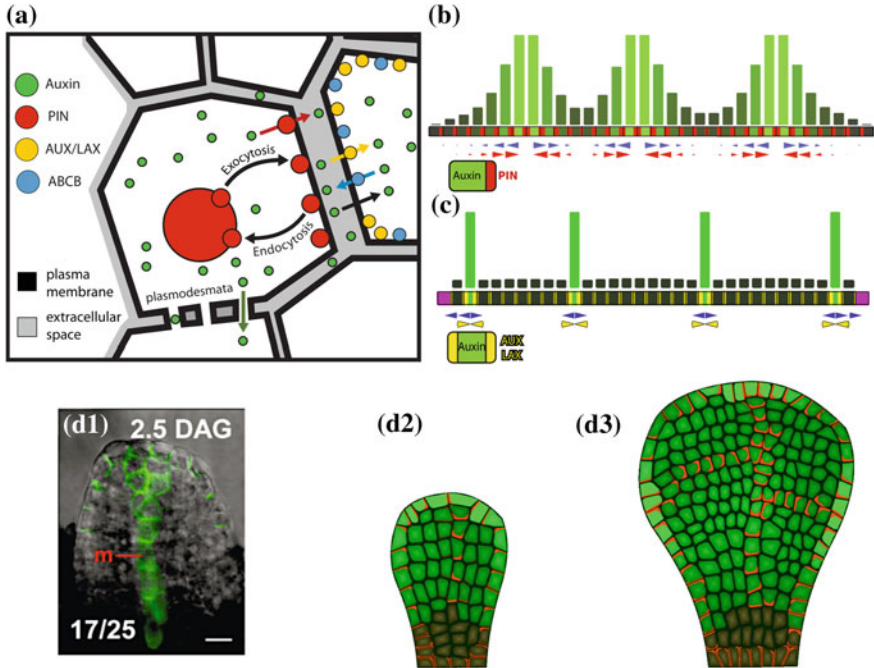 (a)
Auxin
PIN
AUX/LAX
ABCB
plasma
membrane
extracellular
space
Exocytosis
Endocytosis
plasmodesmata
(b)
Auxin PIN
(c)
Auxin AUX
LAX
(d1)
2.5 DAG
m
17/25
(d2)
(d3)